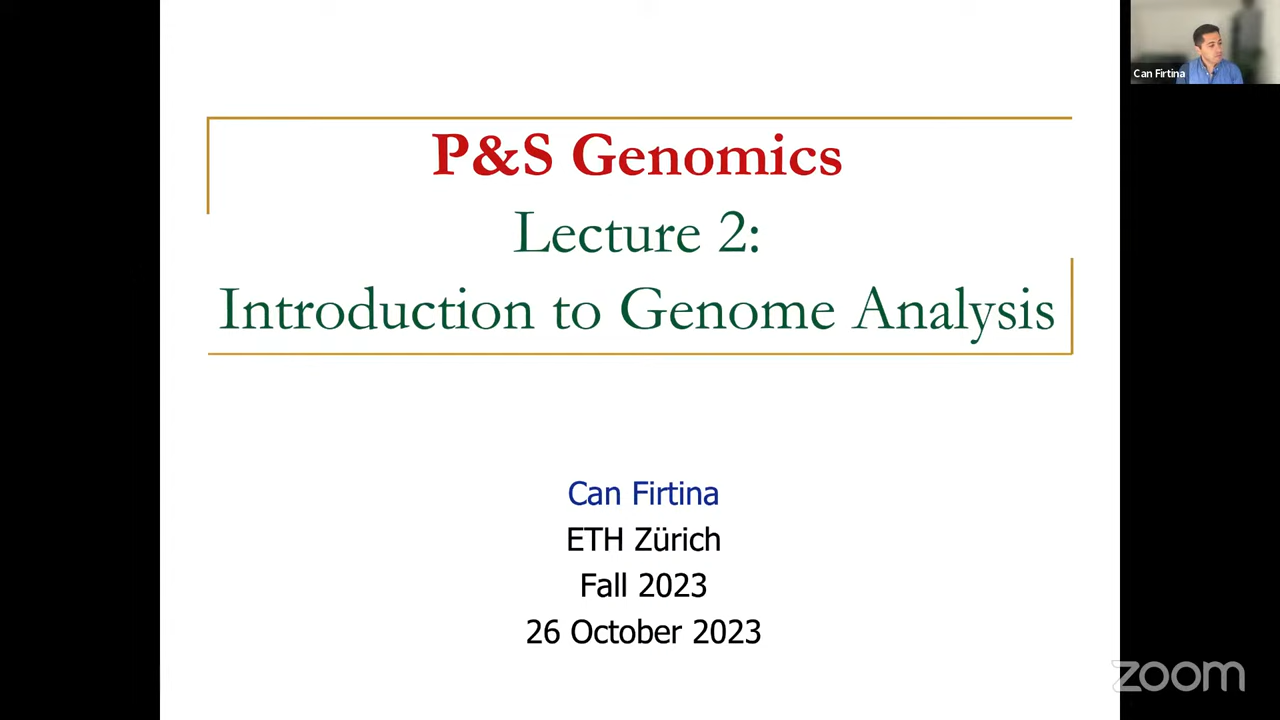 Can Firtina
P&S Genomics
Lecture 2:
Introduction to Genome Analysis
Can Firtina
ETH Zürich
Fall 2023
26 October 2023
zoom